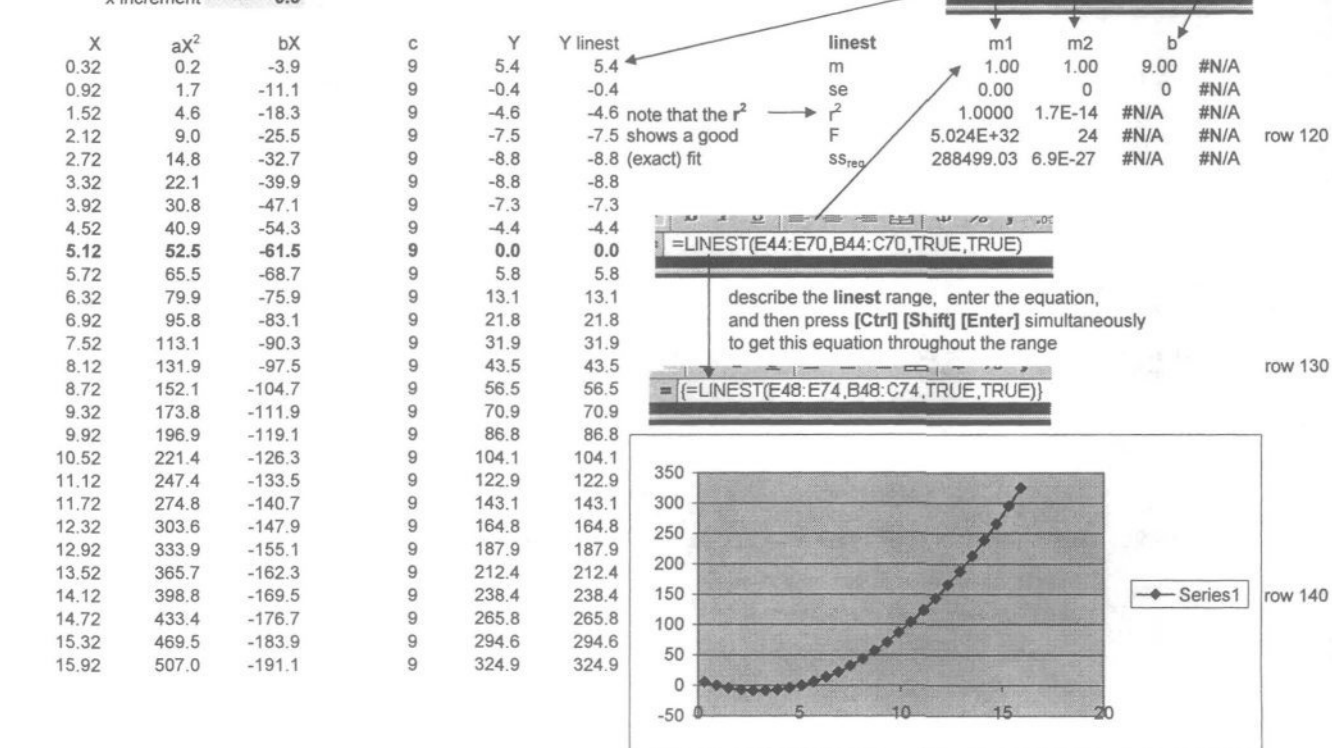 x increment
X aX² bX c Y Y linest linest m1 m2 b
0.32 0.2 -3.9 9 5.4 5.4 m 1.00 1.00 9.00 #N/A
0.92 1.7 -11.1 9 -0.4 -0.4 se 0.00 0 0 #N/A
1.52 4.6 -18.3 9 -4.6 -4.6 note that the r² r² 1.0000 1.7E-14 #N/A #N/A
2.12 9.0 -25.5 9 -7.5 -7.5 shows a good F 5.024E+32 24 #N/A #N/A row 120
2.72 14.8 -32.7 9 -8.8 -8.8 (exact) fit ssreg 288499.03 6.9E-27 #N/A #N/A
3.32 22.1 -39.9 9 -8.8 -8.8
3.92 30.8 -47.1 9 -7.3 -7.3
4.52 40.9 -54.3 9 -4.4 -4.4
5.12 52.5 -61.5 9 0.0 0.0 =LINEST(E44:E70,B44:C70,TRUE,TRUE)
5.72 65.5 -68.7 9 5.8 5.8
6.32 79.9 -75.9 9 13.1 13.1 describe the linest range, enter the equation,
6.92 95.8 -83.1 9 21.8 21.8 and then press [Ctrl] [Shift] [Enter] simultaneously
7.52 113.1 -90.3 9 31.9 31.9 to get this equation throughout the range
8.12 131.9 -97.5 9 43.5 43.5 row 130
8.72 152.1 -104.7 9 56.5 56.5 = {=LINEST(E48:E74,B48:C74,TRUE,TRUE)}
9.32 173.8 -111.9 9 70.9 70.9
9.92 196.9 -119.1 9 86.8 86.8
10.52 221.4 -126.3 9 104.1 104.1
11.12 247.4 -133.5 9 122.9 122.9
11.72 274.8 -140.7 9 143.1 143.1
12.32 303.6 -147.9 9 164.8 164.8
12.92 333.9 -155.1 9 187.9 187.9
13.52 365.7 -162.3 9 212.4 212.4
14.12 398.8 -169.5 9 238.4 238.4
14.72 433.4 -176.7 9 265.8 265.8
15.32 469.5 -183.9 9 294.6 294.6
15.92 507.0 -191.1 9 324.9 324.9
350
300
250
200
150
100
50
0
-50
0 5 10 15 20
Series1
row 140